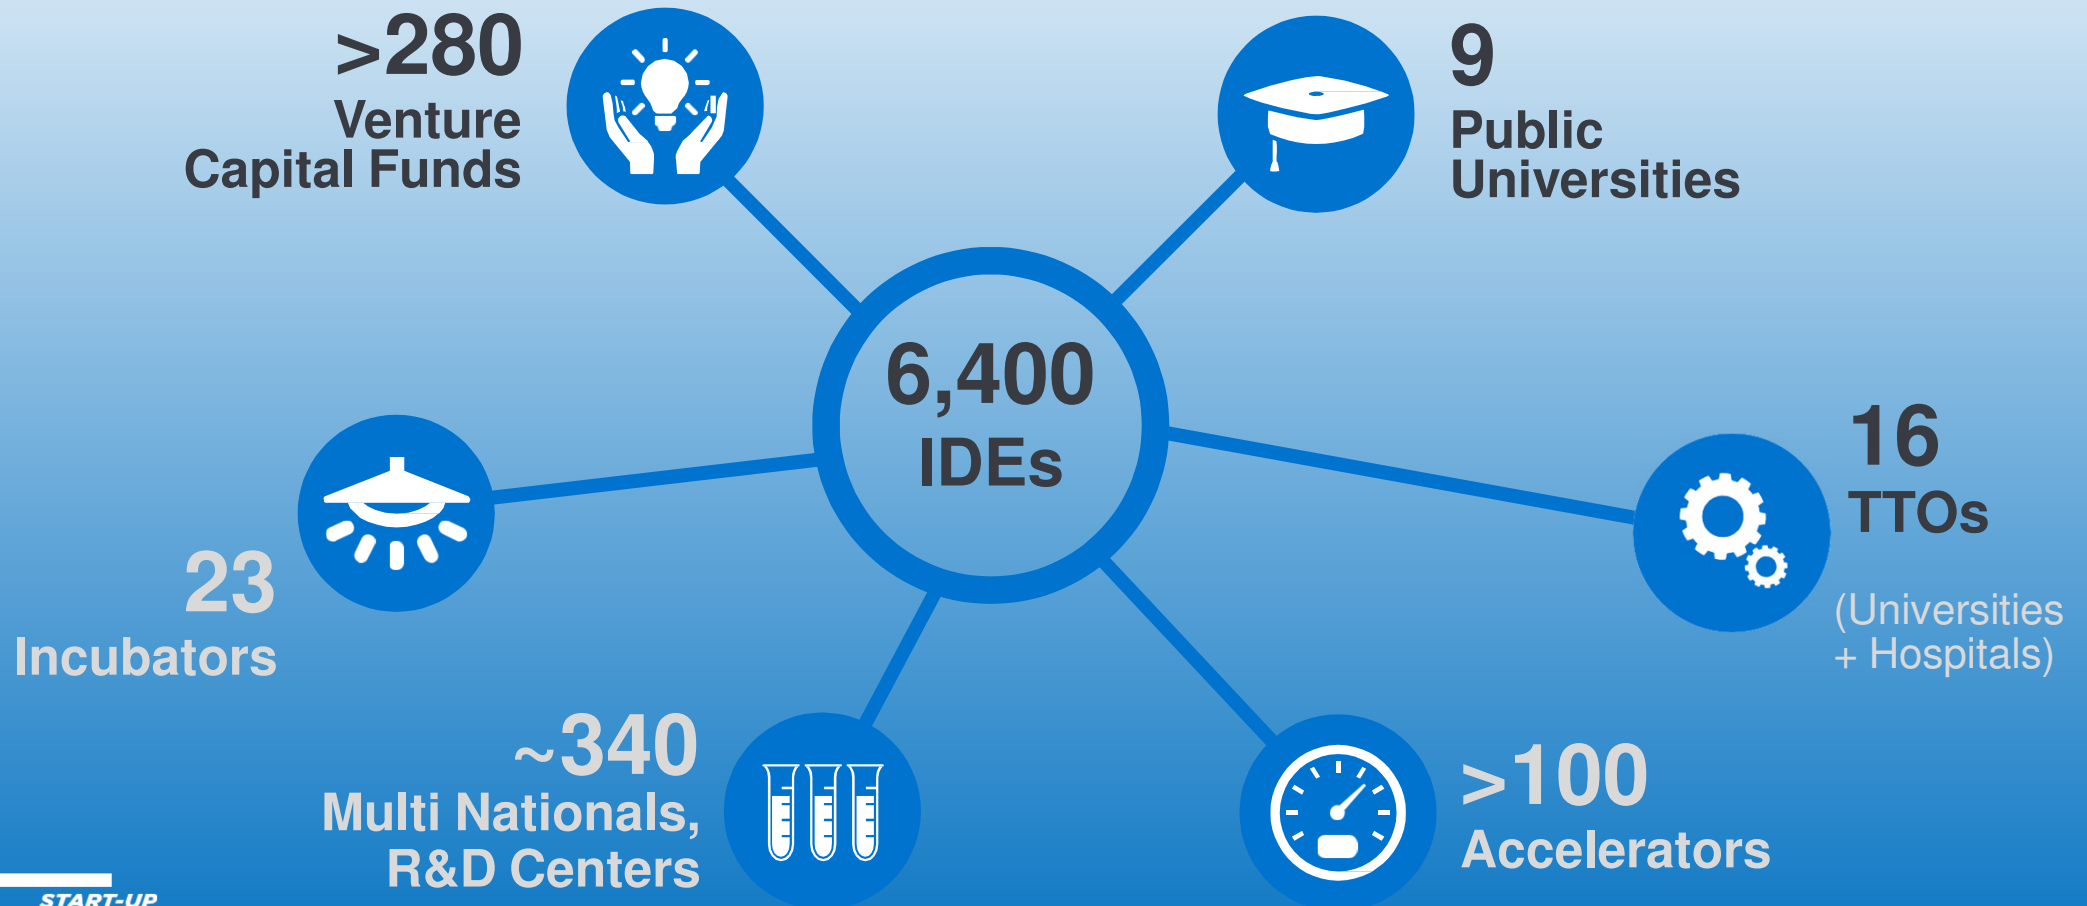 >280
Venture
Capital Funds
9
Public
Universities
6,400
IDEs
16
TTOs
(Universities
+ Hospitals)
23
Incubators
~340
Multi Nationals,
R&D Centers
>100
Accelerators
START-UP